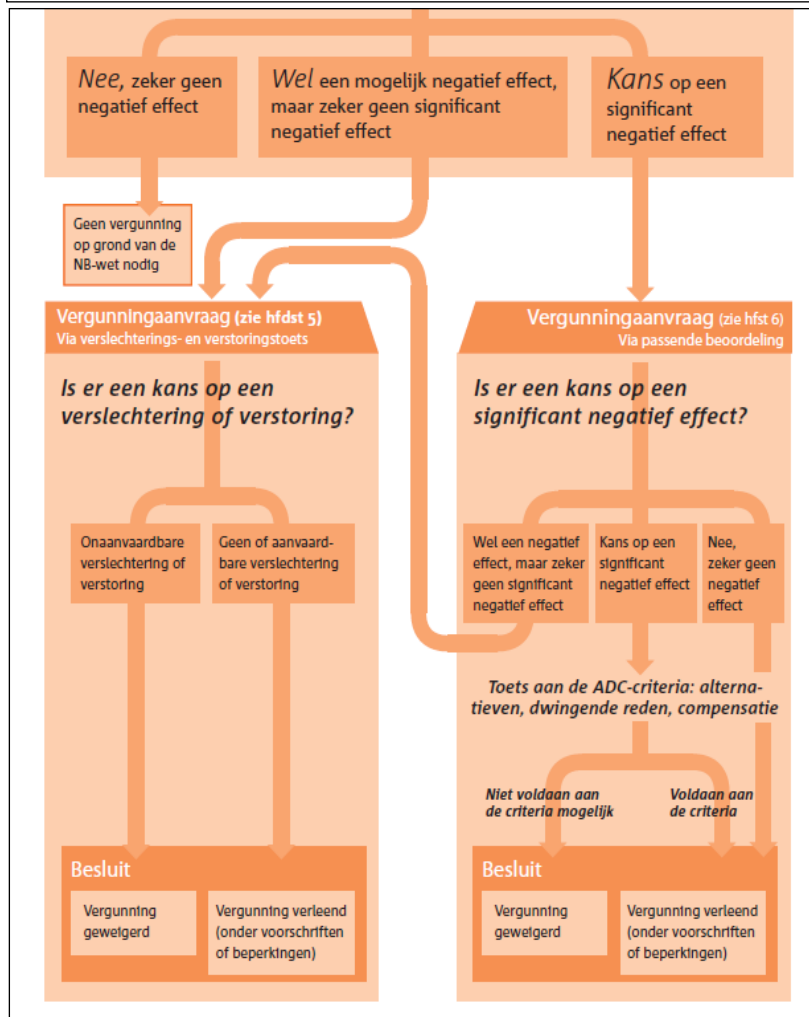 Nee, zeker geen
negatief effect
Wel een mogelijk negatief effect,
maar zeker geen significant
negatief effect
Kans op een
significant
negatief effect
Geen vergunning
op grond van de
NB-wet nodig
Vergunningaanvraag (zie hfdst 5)
Via verslechterings- en verstoringstoets
Is er een kans op een
verslechtering of verstoring?
Onaanvaardbare
verslechtering of
verstoring
Geen of aanvaard-
bare verslechtering
of verstoring
Besluit
Vergunning
geweigerd
Vergunning verleend
(onder voorschriften
of beperkingen)
Vergunningaanvraag (zie hfst 6)
Via passende beoordeling
Is er een kans op een
significant negatief effect?
Wel een negatief
effect, maar zeker
geen significant
negatief effect
Kans op een
significant
negatief effect
Nee,
zeker geen
negatief
effect
Toets aan de ADC-criteria: alterna-
tieven, dwingende reden, compensatie
Niet voldaan aan
de criteria mogelijk
Voldaan aan
de criteria
Besluit
Vergunning
geweigerd
Vergunning verleend
(onder voorschriften
of beperkingen)